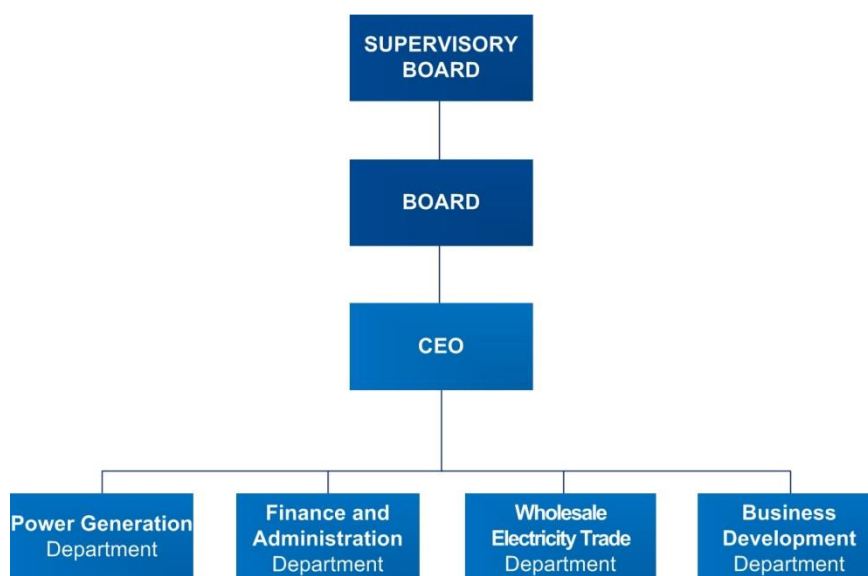 SUPERVISORY
BOARD
BOARD
CEO
Power Generation
Department
Finance and
Administration
Department
Wholesale
Electricity Trade
Department
Business
Development
Department